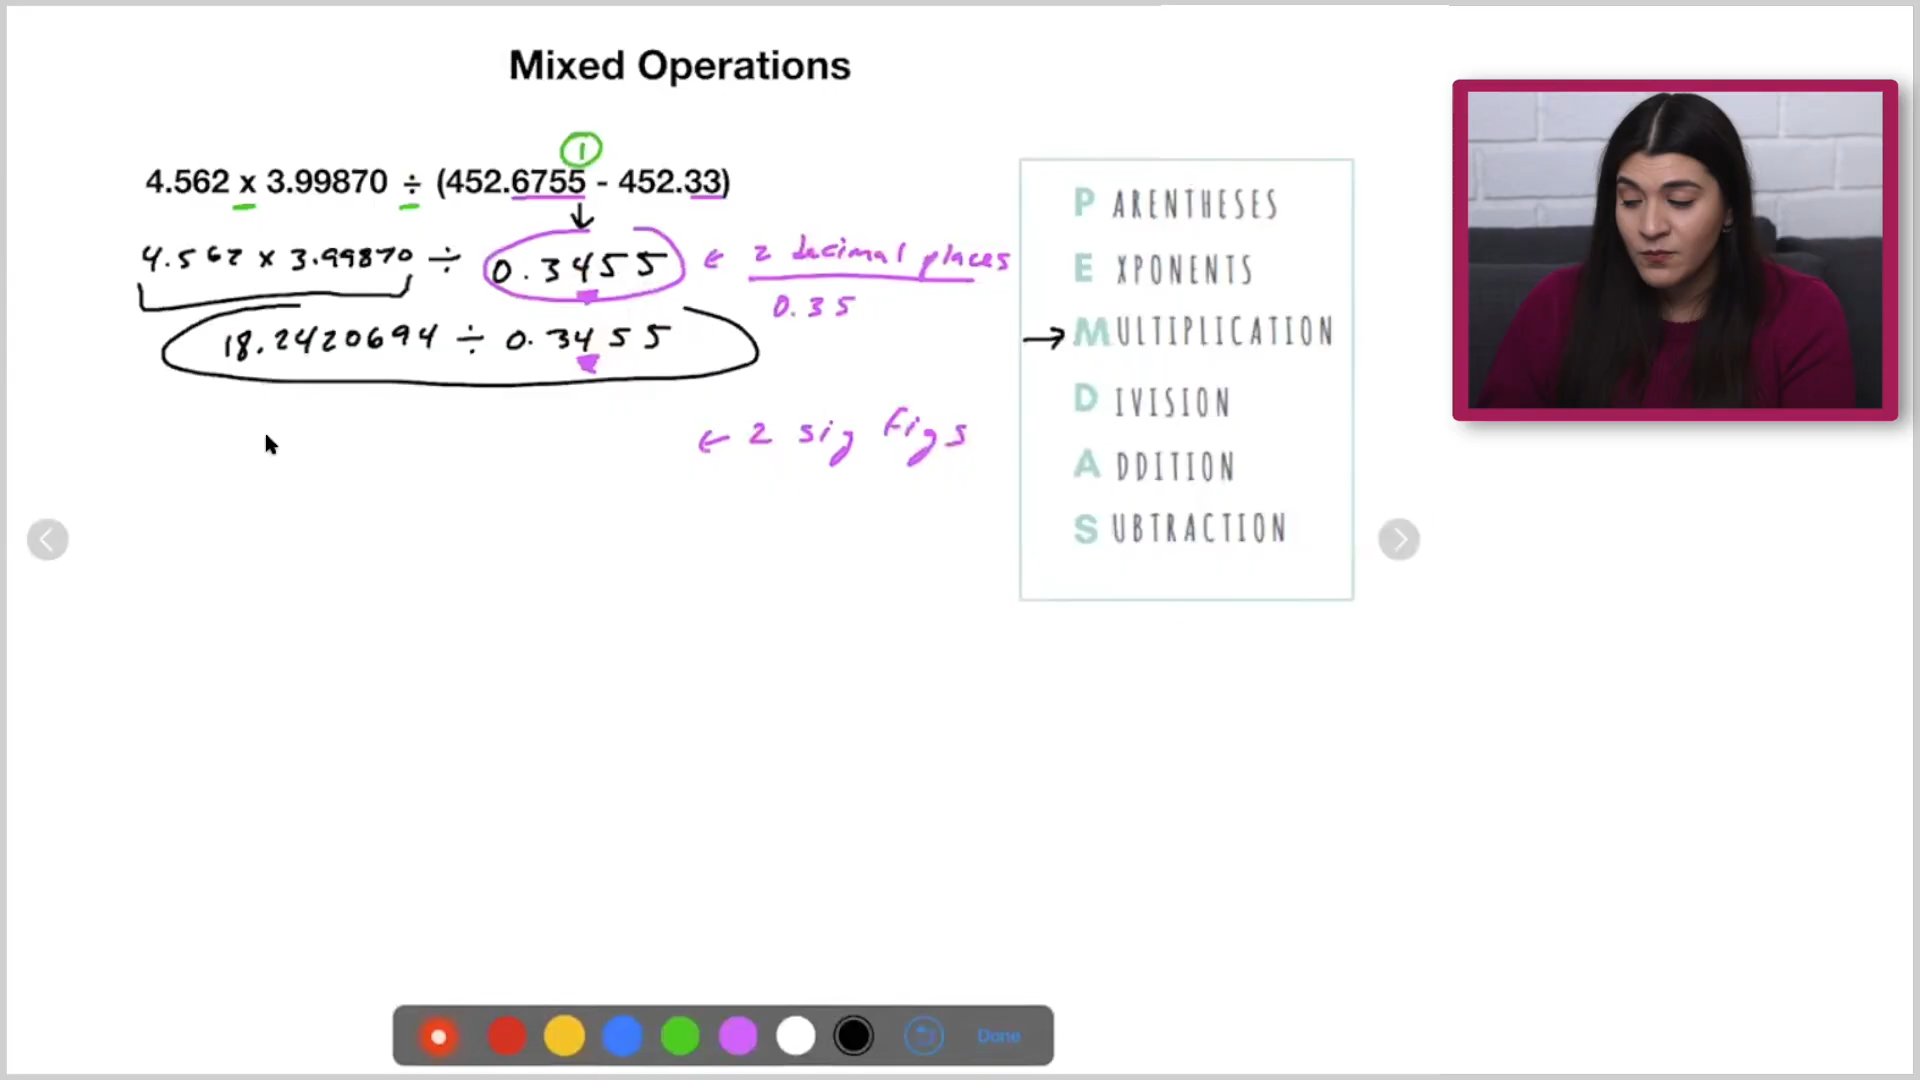 Mixed Operations
1
4.562 x 3.99870 ÷ (452.6755 - 452.33)
4.562 x 3.99870 ÷ 0.3455 ← 2 decimal places
0.35
18.2420694 ÷ 0.3455
← 2 sig figs
PARENTHESES
EXPONENTS
→ MULTIPLICATION
DIVISION
ADDITION
SUBTRACTION
Done